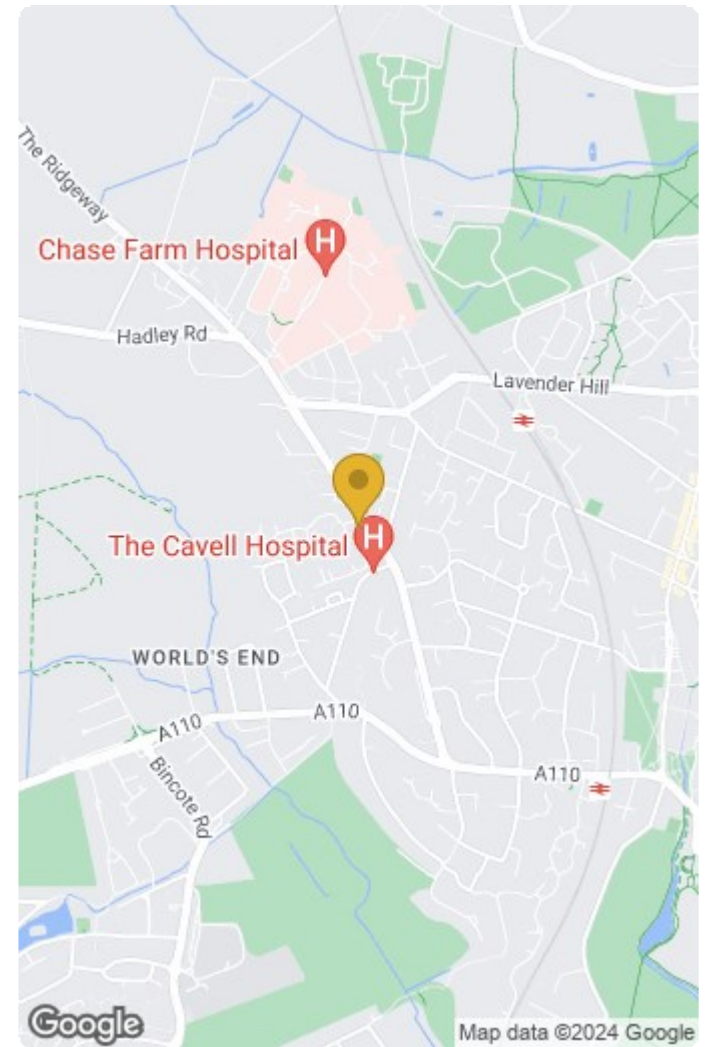 The Ridgeway
Chase Farm Hospital
H
Hadley Rd
Lavender Hill
The Cavell Hospital
H
WORLD'S END
A110
A110
A110
Bincote Rd
Google
Map data ©2024 Google